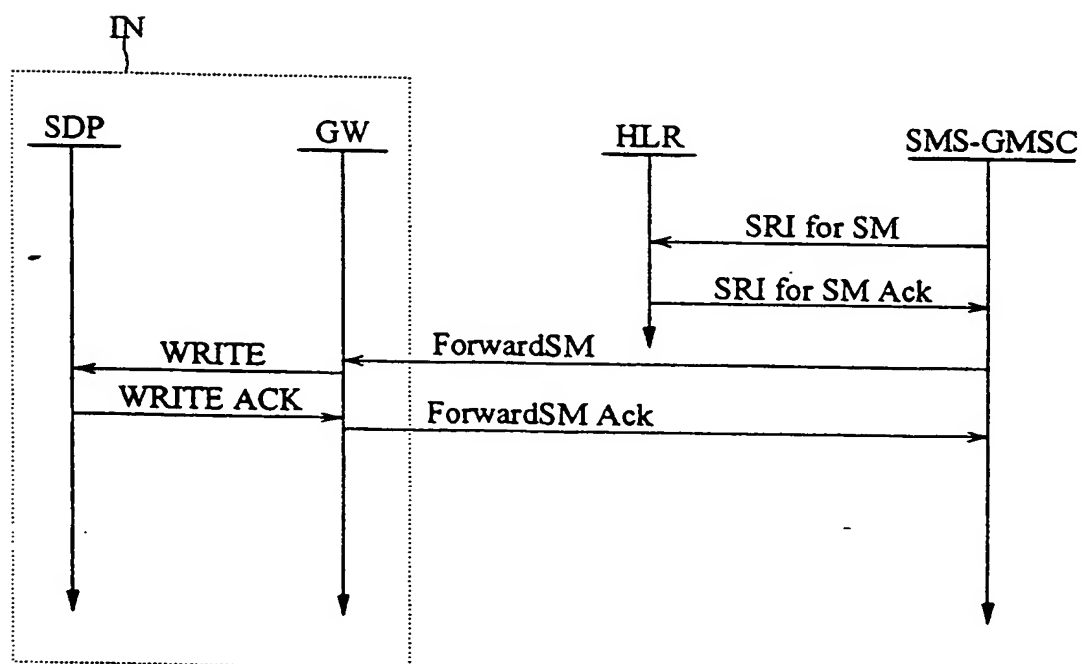 IN
SDP
GW
HLR
SMS-GMSC
SRI for SM
SRI for SM Ack
ForwardSM
WRITE
WRITE ACK
ForwardSM Ack